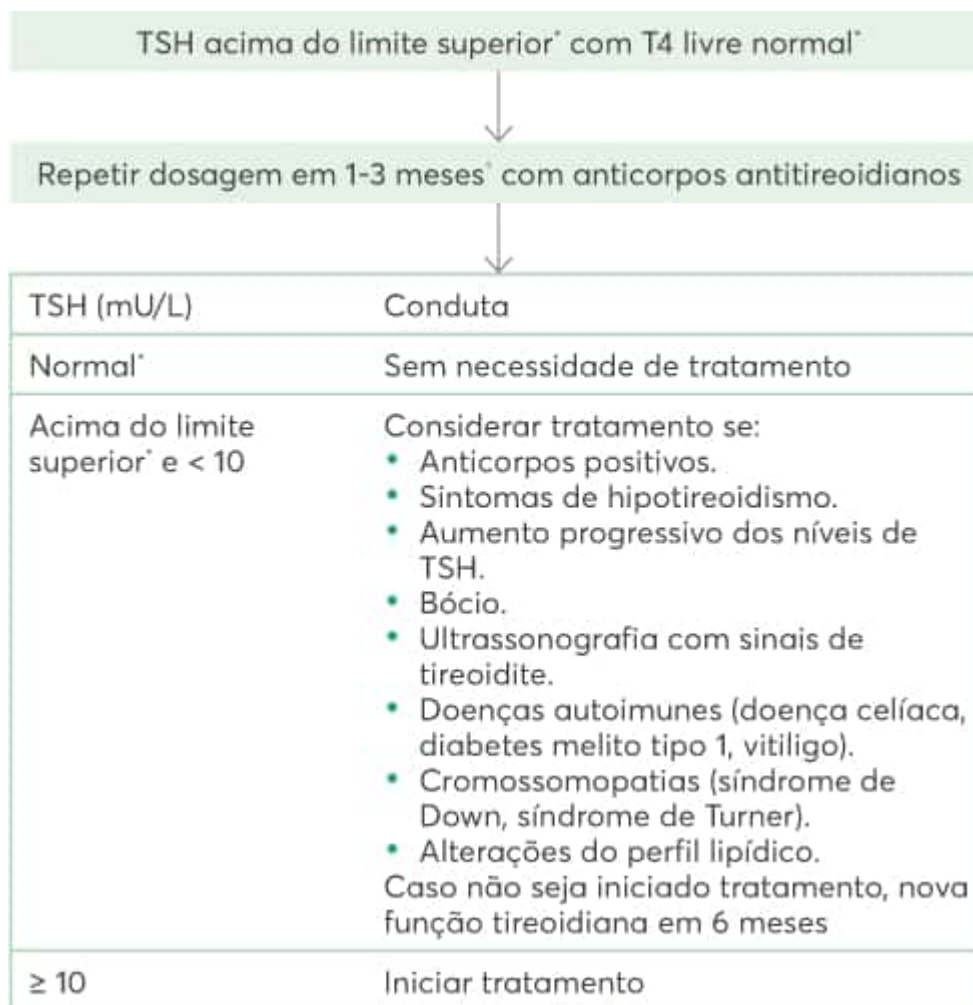 TSH acima do limite superior* com T4 livre normal*
Repetir dosagem em 1-3 meses* com anticorpos antitireoidianos
TSH (mU/L) Conduta
Normal* Sem necessidade de tratamento
Acima do limite Considerar tratamento se:
superior* e < 10 • Anticorpos positivos.
• Sintomas de hipotireoidismo.
• Aumento progressivo dos níveis de
TSH.
• Bócio.
• Ultrassonografia com sinais de
tireoidite.
• Doenças autoimunes (doença celíaca,
diabetes melito tipo 1, vitiligo).
• Cromossomopatias (síndrome de
Down, síndrome de Turner).
• Alterações do perfil lipídico.
Caso não seja iniciado tratamento, nova
função tireoidiana em 6 meses
≥ 10 Iniciar tratamento